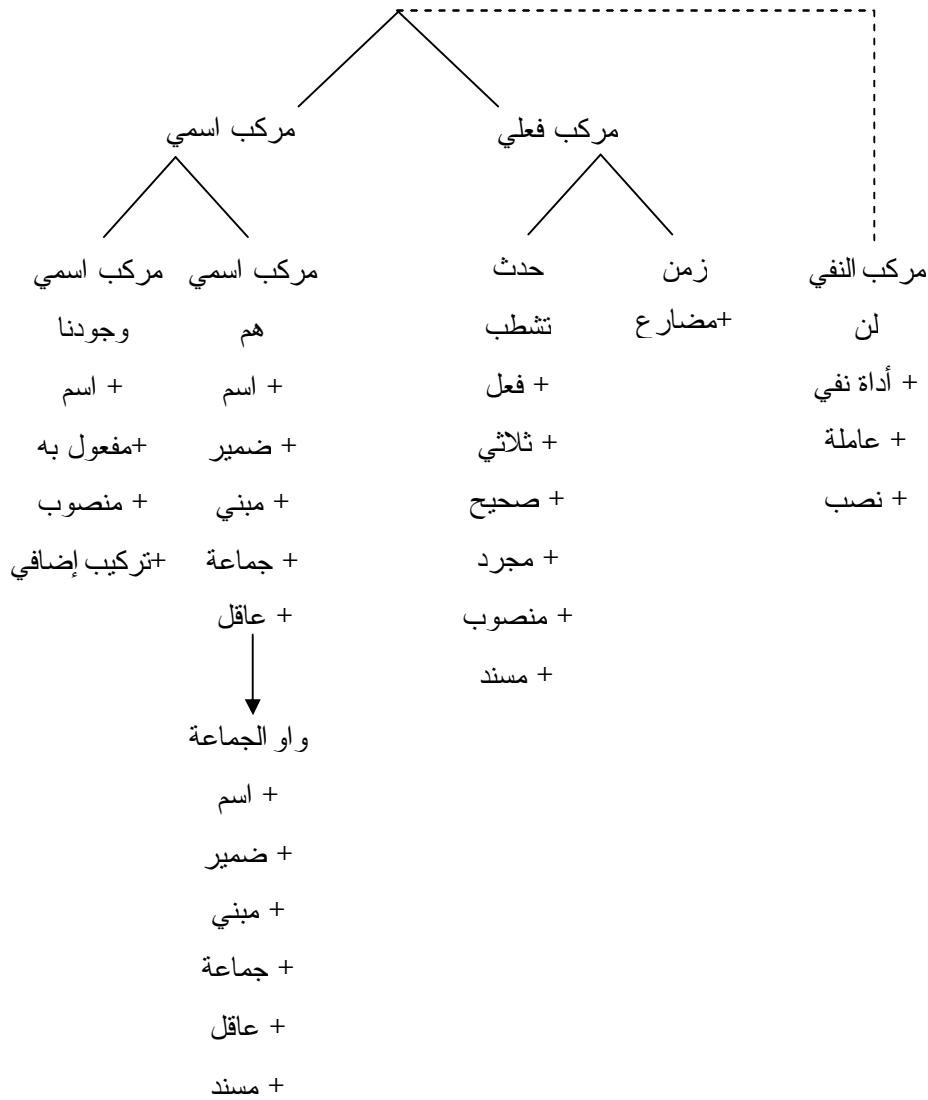 مركب فعلي مركب اسمي
مركب النفي زمن حدث مركب اسمي مركب اسمي
لن +مضارع تشطب هم وجودنا
+ أداة نفي + فعل + اسم + اسم
+ عاملة + ثلاثي + ضمير +مفعول به
+ نصب + صحيح + مبني + منصوب
+ مجرد + جماعة +تركيب إضافي
+ منصوب + عاقل
+ مسند
واو الجماعة
+ اسم
+ ضمير
+ مبني
+ جماعة
+ عاقل
+ مسند